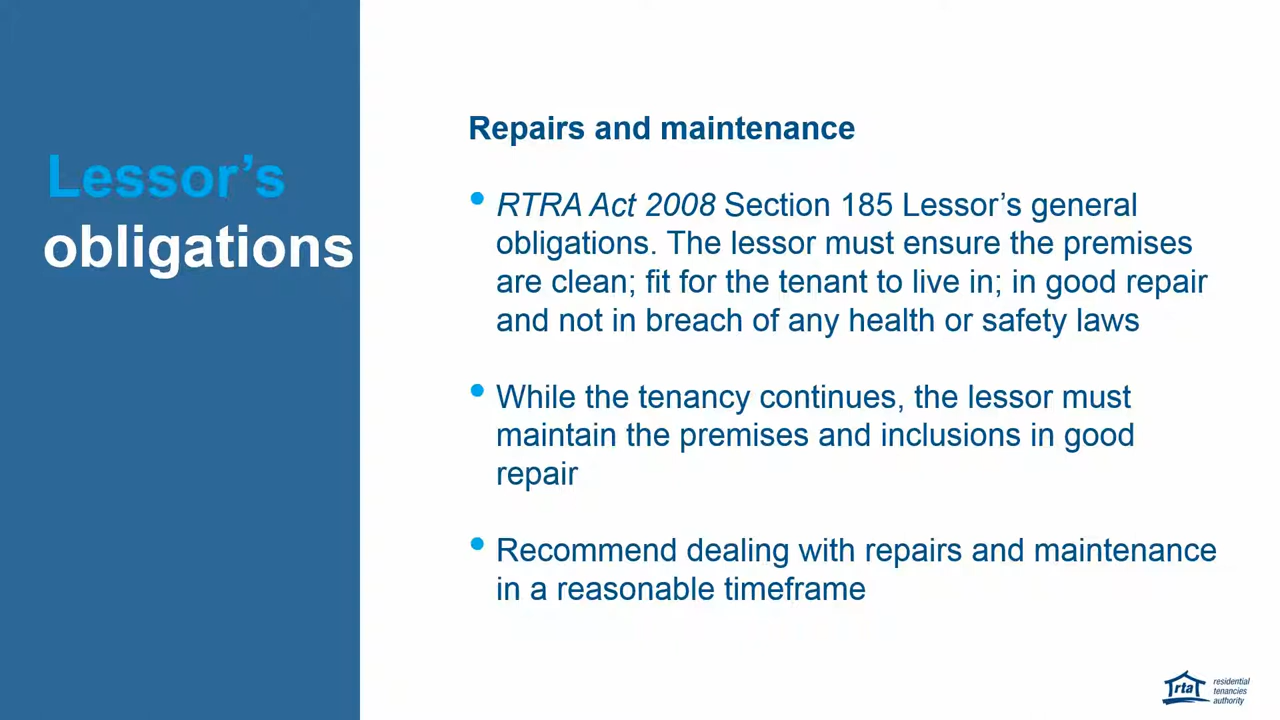 Lessor’s
obligations
Repairs and maintenance
• RTRA Act 2008 Section 185 Lessor’s general
obligations. The lessor must ensure the premises
are clean; fit for the tenant to live in; in good repair
and not in breach of any health or safety laws
• While the tenancy continues, the lessor must
maintain the premises and inclusions in good
repair
• Recommend dealing with repairs and maintenance
in a reasonable timeframe
rta
residential
tenancies
authority